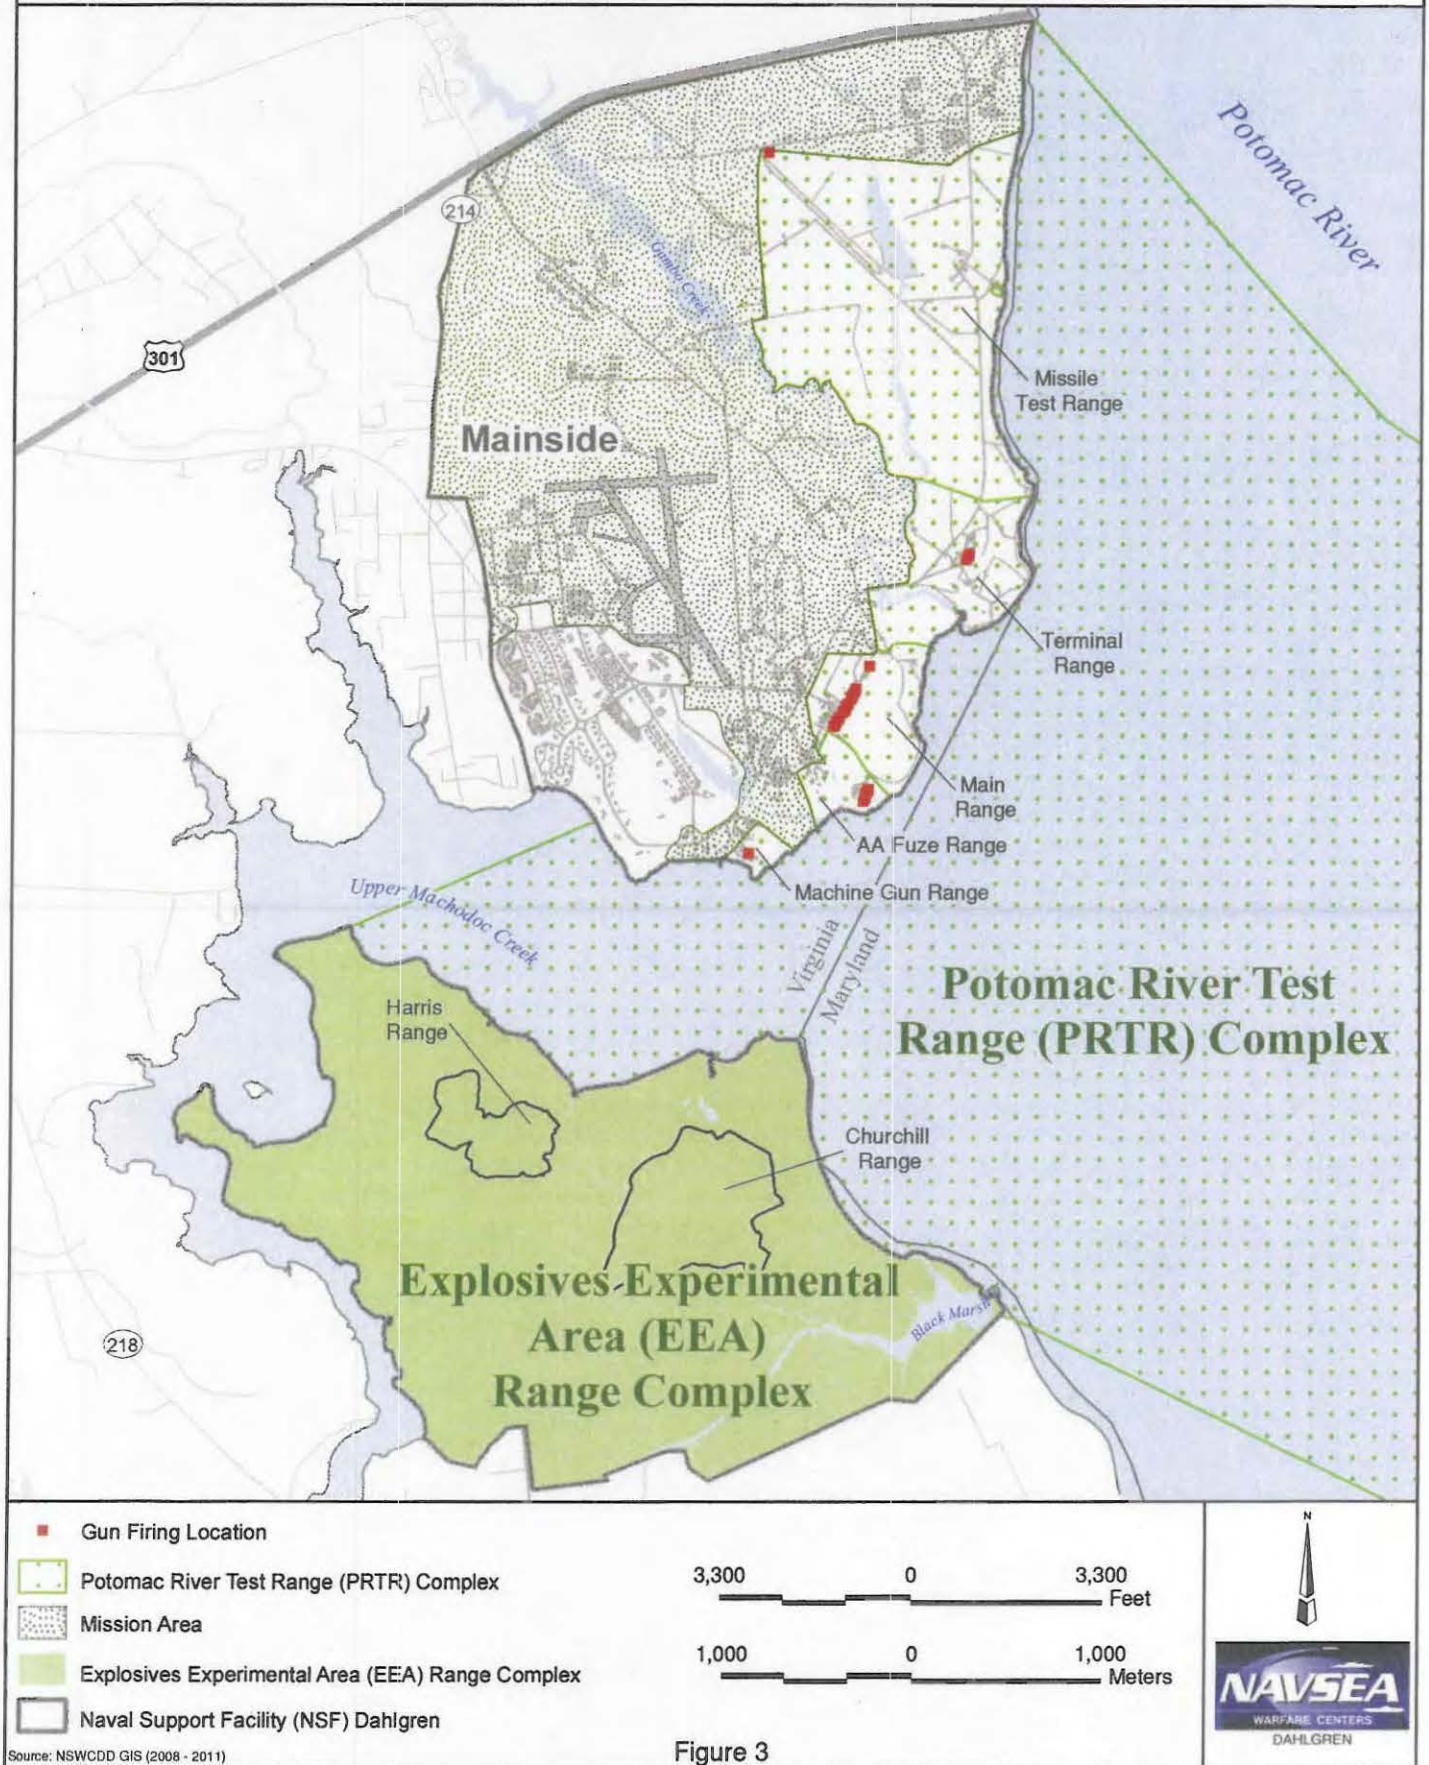 Potomac River
214
Gambo Creek
301
Missile
Test Range
Mainside
Terminal
Range
Main
Range
AA Fuze Range
Machine Gun Range
Upper Machodoc Creek
Virginia
Maryland
Potomac River Test
Range (PRTR) Complex
Harris
Range
Churchill
Range
Explosives Experimental
Area (EEA)
Range Complex
Black Marsh
218
Gun Firing Location
Potomac River Test Range (PRTR) Complex
Mission Area
Explosives Experimental Area (EEA) Range Complex
Naval Support Facility (NSF) Dahlgren
Source: NSWCDD GIS (2008 - 2011)
3,300 0 3,300
Feet
1,000 0 1,000
Meters
Figure 3
N
NAVSEA
WARFARE CENTERS
DAHLGREN